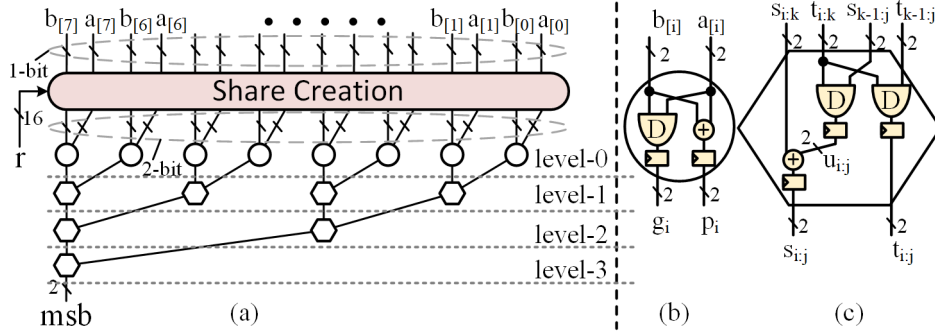 b[7] a[7] b[6] a[6] b[1] a[1] b[0] a[0]
1-bit
Share Creation
16
r
2-bit
level-0
level-1
level-2
level-3
2
msb
(a)
b[i] a[i]
2 2
D +
2 2
gi pi
(b)
si:k ti:k sk-1:j tk-1:j
2 2 2 2
D D
2
+ ui:j
2 2
si:j ti:j
(c)